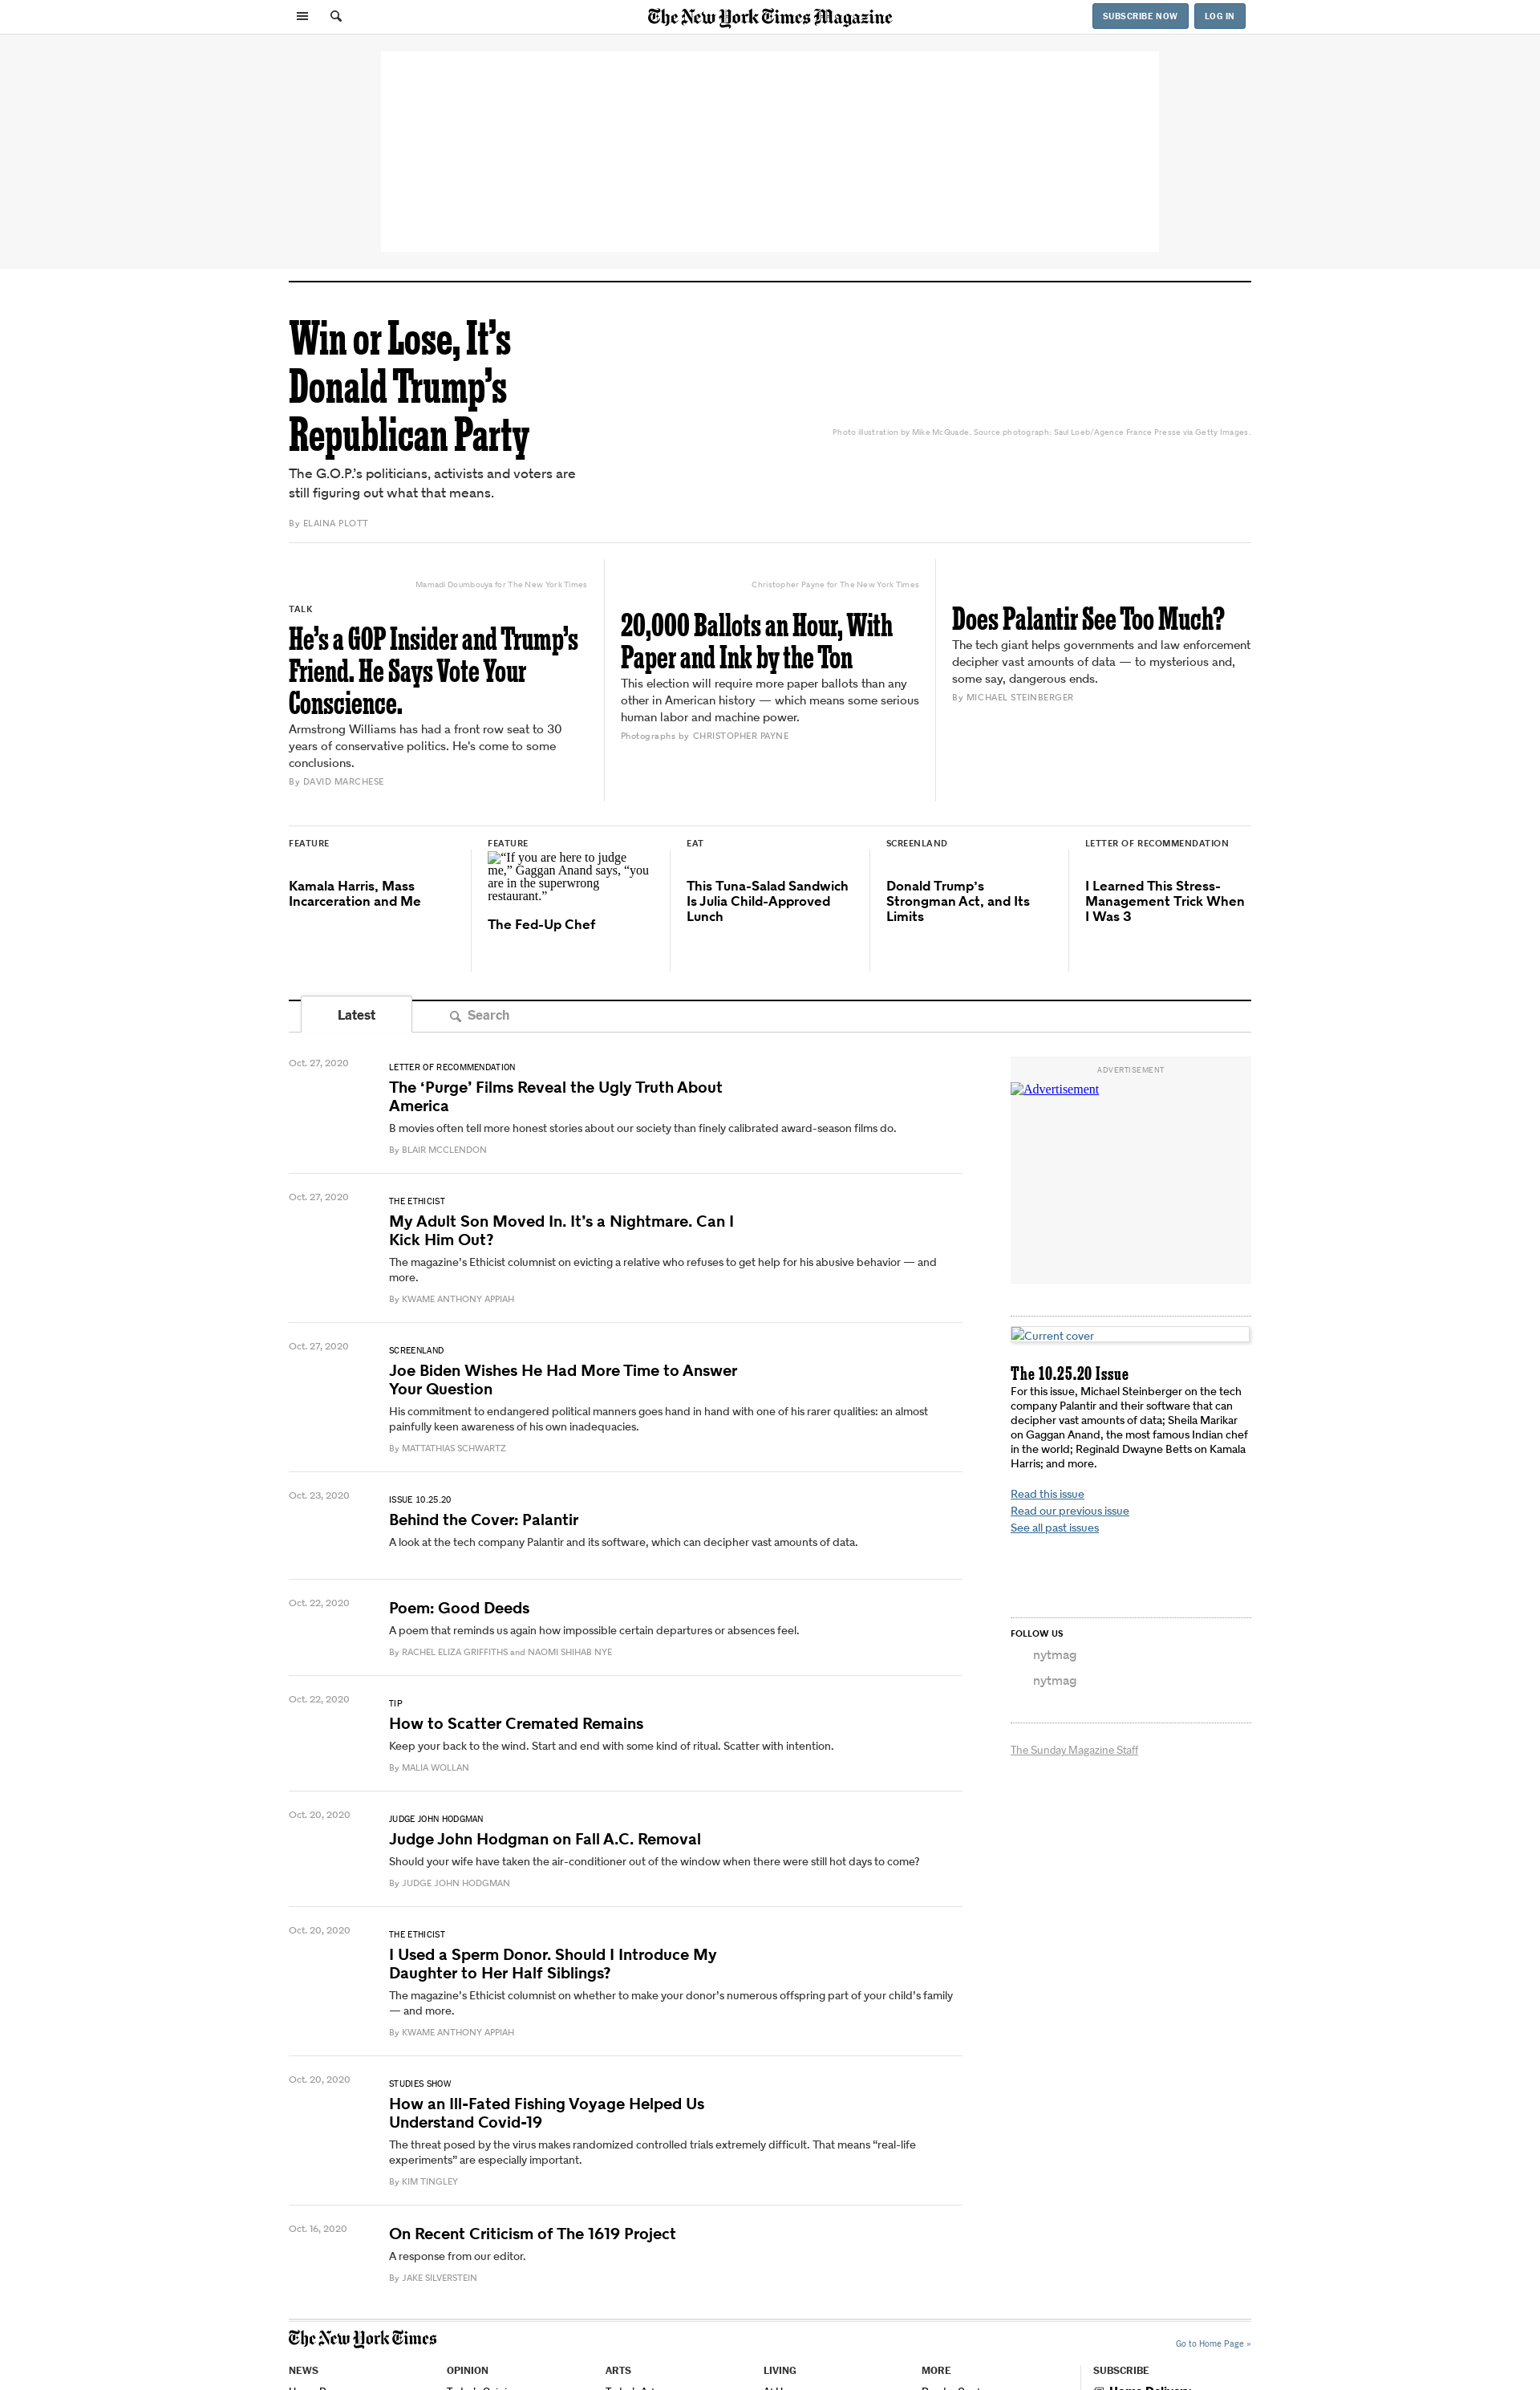 The New York Times Magazine
SUBSCRIBE NOW
LOG IN
Win or Lose, It’s
Donald Trump’s
Republican Party
The G.O.P.’s politicians, activists and voters are
still figuring out what that means.
By ELAINA PLOTT
Photo illustration by Mike McQuade. Source photograph: Saul Loeb/Agence France Presse via Getty Images.
Mamadi Doumbouya for The New York Times
TALK
He’s a GOP Insider and Trump’s
Friend. He Says Vote Your
Conscience.
Armstrong Williams has had a front row seat to 30
years of conservative politics. He's come to some
conclusions.
By DAVID MARCHESE
Christopher Payne for The New York Times
20,000 Ballots an Hour, With
Paper and Ink by the Ton
This election will require more paper ballots than any
other in American history — which means some serious
human labor and machine power.
Photographs by CHRISTOPHER PAYNE
Does Palantir See Too Much?
The tech giant helps governments and law enforcement
decipher vast amounts of data — to mysterious and,
some say, dangerous ends.
By MICHAEL STEINBERGER
FEATURE
Kamala Harris, Mass
Incarceration and Me
FEATURE
“If you are here to judge
me,” Gaggan Anand says, “you
are in the superwrong
restaurant.”
The Fed-Up Chef
EAT
This Tuna-Salad Sandwich
Is Julia Child-Approved
Lunch
SCREENLAND
Donald Trump’s
Strongman Act, and Its
Limits
LETTER OF RECOMMENDATION
I Learned This Stress-
Management Trick When
I Was 3
Latest
Search
Oct. 27, 2020
LETTER OF RECOMMENDATION
The ‘Purge’ Films Reveal the Ugly Truth About
America
B movies often tell more honest stories about our society than finely calibrated award-season films do.
By BLAIR MCCLENDON
Oct. 27, 2020
THE ETHICIST
My Adult Son Moved In. It’s a Nightmare. Can I
Kick Him Out?
The magazine’s Ethicist columnist on evicting a relative who refuses to get help for his abusive behavior — and
more.
By KWAME ANTHONY APPIAH
Oct. 27, 2020
SCREENLAND
Joe Biden Wishes He Had More Time to Answer
Your Question
His commitment to endangered political manners goes hand in hand with one of his rarer qualities: an almost
painfully keen awareness of his own inadequacies.
By MATTATHIAS SCHWARTZ
Oct. 23, 2020
ISSUE 10.25.20
Behind the Cover: Palantir
A look at the tech company Palantir and its software, which can decipher vast amounts of data.
Oct. 22, 2020
Poem: Good Deeds
A poem that reminds us again how impossible certain departures or absences feel.
By RACHEL ELIZA GRIFFITHS and NAOMI SHIHAB NYE
Oct. 22, 2020
TIP
How to Scatter Cremated Remains
Keep your back to the wind. Start and end with some kind of ritual. Scatter with intention.
By MALIA WOLLAN
Oct. 20, 2020
JUDGE JOHN HODGMAN
Judge John Hodgman on Fall A.C. Removal
Should your wife have taken the air-conditioner out of the window when there were still hot days to come?
By JUDGE JOHN HODGMAN
Oct. 20, 2020
THE ETHICIST
I Used a Sperm Donor. Should I Introduce My
Daughter to Her Half Siblings?
The magazine’s Ethicist columnist on whether to make your donor’s numerous offspring part of your child’s family
— and more.
By KWAME ANTHONY APPIAH
Oct. 20, 2020
STUDIES SHOW
How an Ill-Fated Fishing Voyage Helped Us
Understand Covid-19
The threat posed by the virus makes randomized controlled trials extremely difficult. That means “real-life
experiments” are especially important.
By KIM TINGLEY
Oct. 16, 2020
On Recent Criticism of The 1619 Project
A response from our editor.
By JAKE SILVERSTEIN
ADVERTISEMENT
Advertisement
Current cover
The 10.25.20 Issue
For this issue, Michael Steinberger on the tech
company Palantir and their software that can
decipher vast amounts of data; Sheila Marikar
on Gaggan Anand, the most famous Indian chef
in the world; Reginald Dwayne Betts on Kamala
Harris; and more.
Read this issue
Read our previous issue
See all past issues
FOLLOW US
nytmag
nytmag
The Sunday Magazine Staff
The New York Times
Go to Home Page »
NEWS
OPINION
ARTS
LIVING
MORE
SUBSCRIBE
Home Delivery